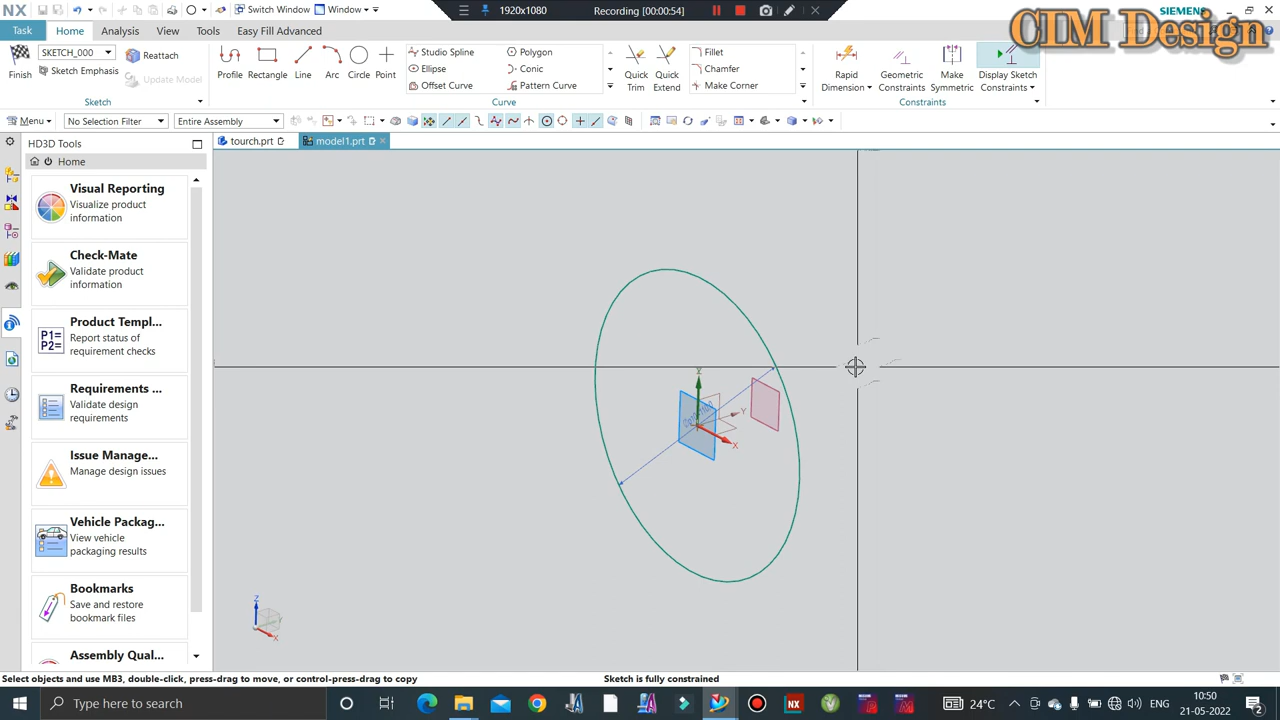 NX
Switch Window
Window
1920x1080
Recording [00:00:54]
SIEMENS
CIM Design
Task
Home
Analysis
View
Tools
Easy Fill Advanced
SKETCH_000
Reattach
Finish
Sketch Emphasis
Update Model
Profile
Rectangle
Line
Arc
Circle
Point
Studio Spline
Polygon
Ellipse
Conic
Offset Curve
Pattern Curve
Quick Trim
Quick Extend
Fillet
Chamfer
Make Corner
Rapid Dimension
Geometric Constraints
Make Symmetric
Display Sketch Constraints
Sketch
Curve
Constraints
Menu
No Selection Filter
Entire Assembly
HD3D Tools
tourch.prt
model1.prt
Home
Visual Reporting
Visualize product
information
Check-Mate
Validate product
information
Product Templ...
Report status of
requirement checks
P1=
P2=
Requirements ...
Validate design
requirements
Issue Manage...
Manage design issues
Vehicle Packag...
View vehicle
packaging results
Bookmarks
Save and restore
bookmark files
Assembly Qual...
Y
X
Z
X
Select objects and use MB3, double-click, press-drag to move, or control-press-drag to copy
Sketch is fully constrained
Type here to search
24°C
ENG
10:50
21-05-2022
2